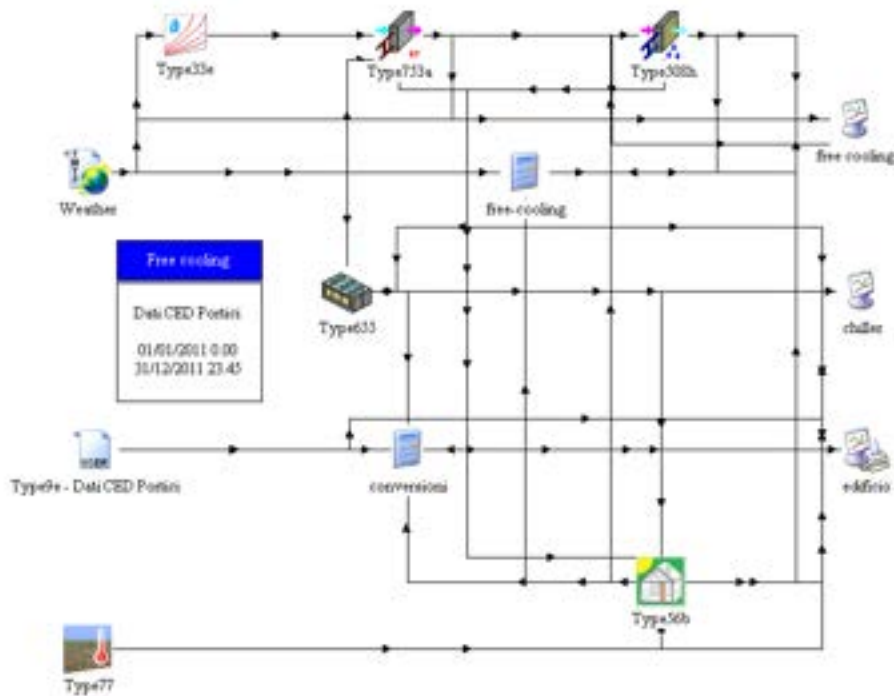 Type33e
Type753a
Type508b
free cooling
Weather
free-cooling
Free cooling
Dati CED Portici
01/01/2011 0.00
31/12/2011 23.45
Type655
chiller
Type9e - Dati CED Portici
conversioni
edificio
Type56b
Type77